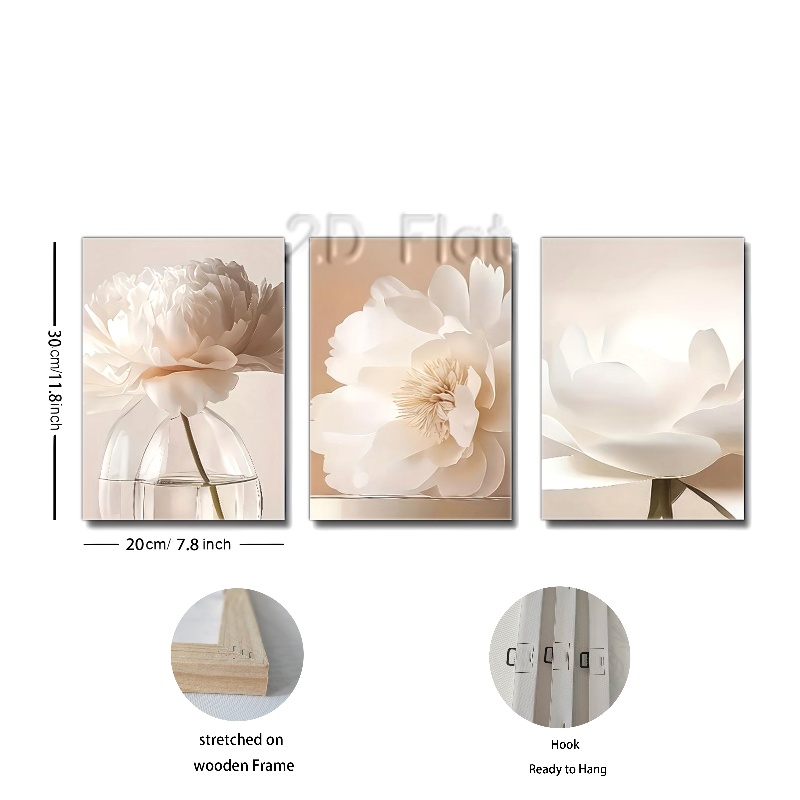 2D Flat
30cm/11.8inch
20cm/ 7.8 inch
stretched on
wooden Frame
Hook
Ready to Hang